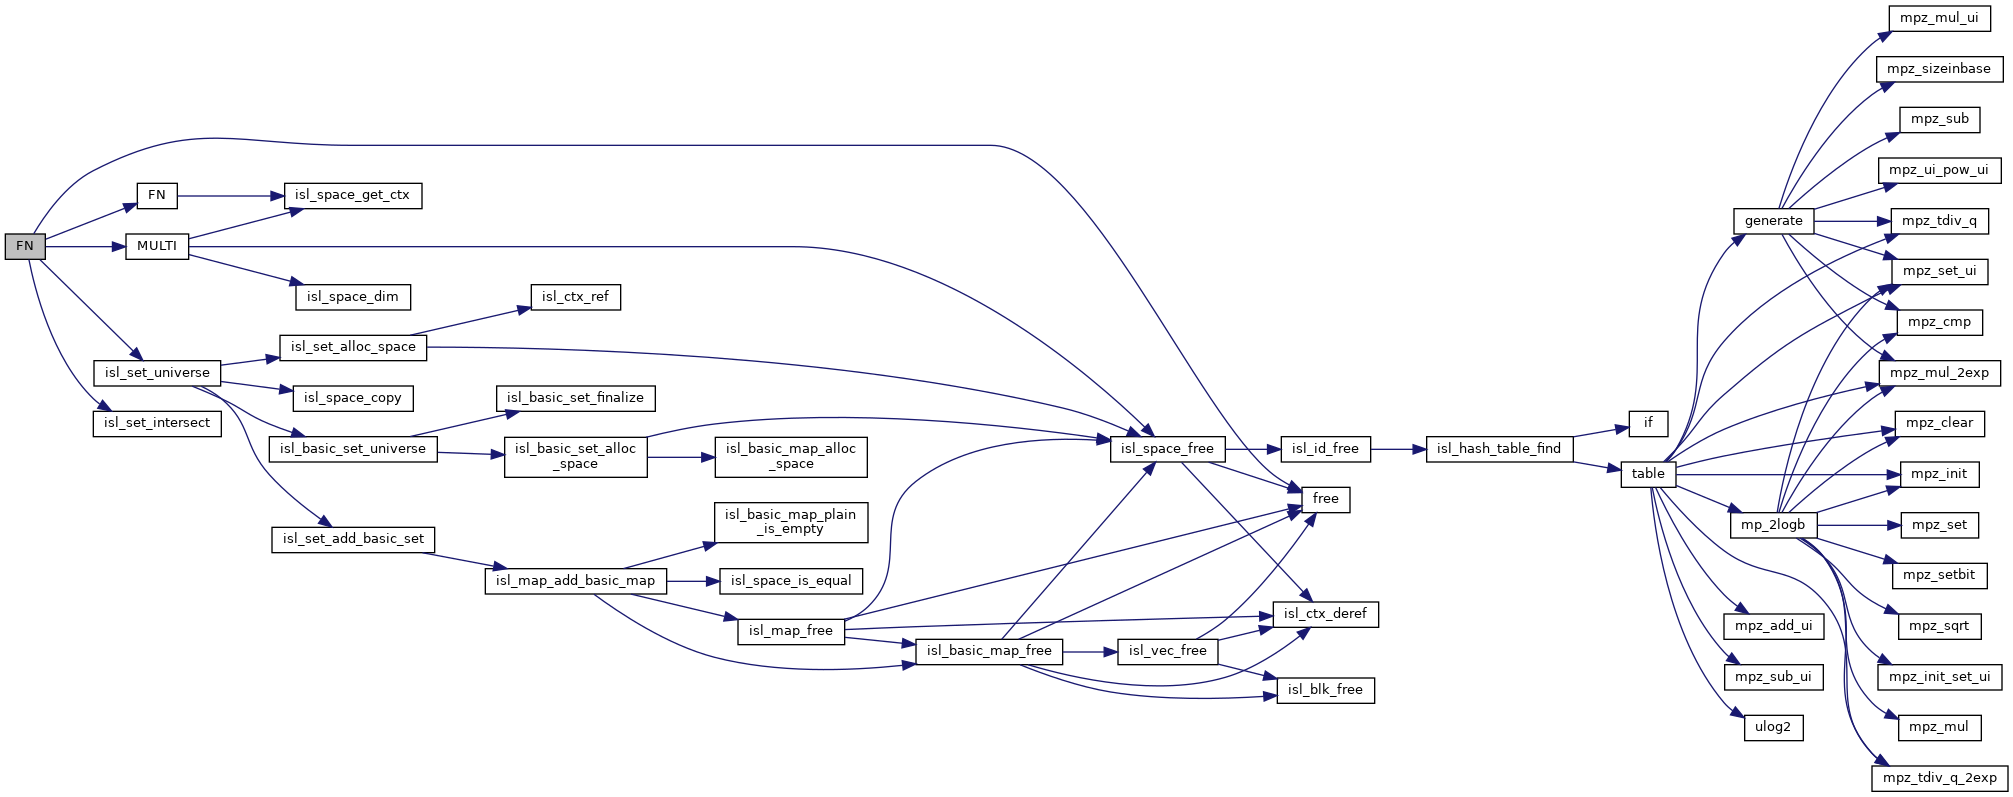 FN
FN
MULTI
isl_set_universe
isl_set_intersect
isl_space_get_ctx
isl_space_dim
isl_set_alloc_space
isl_space_copy
isl_basic_set_universe
isl_set_add_basic_set
isl_ctx_ref
isl_basic_set_finalize
isl_basic_set_alloc
_space
isl_map_add_basic_map
isl_basic_map_alloc
_space
isl_basic_map_plain
_is_empty
isl_space_is_equal
isl_map_free
isl_basic_map_free
isl_space_free
isl_vec_free
isl_id_free
free
isl_ctx_deref
isl_blk_free
isl_hash_table_find
if
table
generate
mp_2logb
mpz_add_ui
mpz_sub_ui
ulog2
mpz_mul_ui
mpz_sizeinbase
mpz_sub
mpz_ui_pow_ui
mpz_tdiv_q
mpz_set_ui
mpz_cmp
mpz_mul_2exp
mpz_clear
mpz_init
mpz_set
mpz_setbit
mpz_sqrt
mpz_init_set_ui
mpz_mul
mpz_tdiv_q_2exp